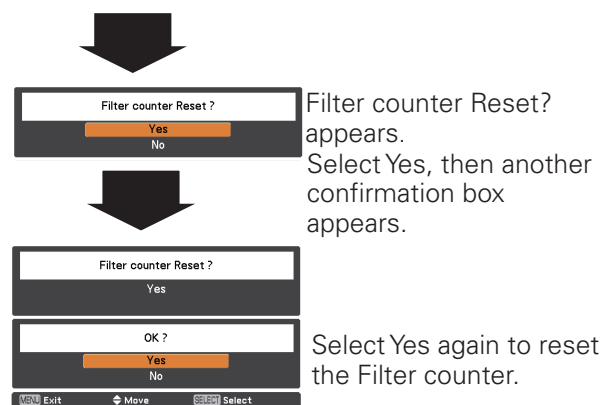 Filter counter Reset ?
Yes
No
Filter counter Reset?
appears.
Select Yes, then another
confirmation box
appears.
Filter counter Reset ?
Yes
OK ?
Yes
No
MENU Exit Move SELECT Select
Select Yes again to reset
the Filter counter.